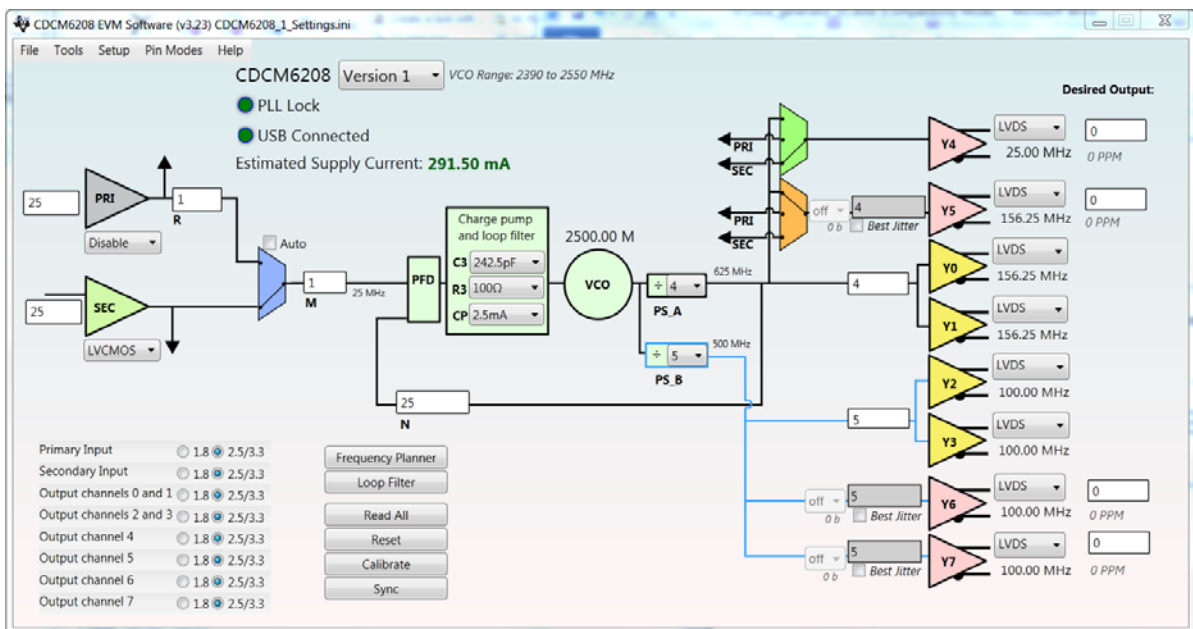 CDCM6208 EVM Software (v3.23) CDCM6208_1_Settings.ini
File Tools Setup Pin Modes Help
CDCM6208 Version 1 VCO Range: 2390 to 2550 MHz
PLL Lock
USB Connected
Estimated Supply Current: 291.50 mA
Desired Output:
25 PRI 1
R
Disable
Auto
25 SEC
LVCMOS
1
M
25 MHz
PFD
Charge pump
and loop filter
C3 242.5pF
R3 100Ω
CP 2.5mA
2500.00 M
VCO
÷ 4
PS_A
625 MHz
÷ 5
PS_B
500 MHz
25
N
PRI
SEC
PRI
SEC
Y4 LVDS 0
25.00 MHz 0 PPM
off 4 Y5 LVDS 0
0 b Best Jitter 156.25 MHz 0 PPM
4
Y0 LVDS
156.25 MHz
Y1 LVDS
156.25 MHz
5
Y2 LVDS
100.00 MHz
Y3 LVDS
100.00 MHz
off 5 Y6 LVDS 0
0 b Best Jitter 100.00 MHz 0 PPM
off 5 Y7 LVDS 0
0 b Best Jitter 100.00 MHz 0 PPM
Primary Input 1.8 2.5/3.3
Secondary Input 1.8 2.5/3.3
Output channels 0 and 1 1.8 2.5/3.3
Output channels 2 and 3 1.8 2.5/3.3
Output channel 4 1.8 2.5/3.3
Output channel 5 1.8 2.5/3.3
Output channel 6 1.8 2.5/3.3
Output channel 7 1.8 2.5/3.3
Frequency Planner
Loop Filter
Read All
Reset
Calibrate
Sync